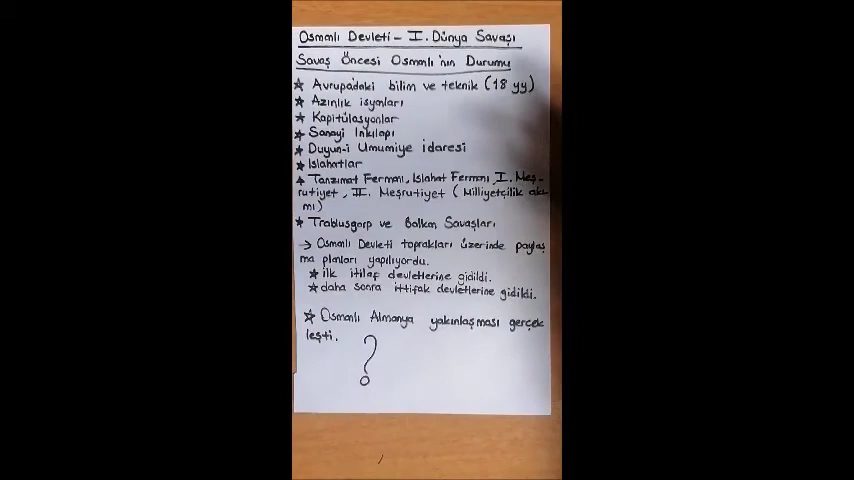 Osmanlı Devleti - I. Dünya Savaşı
Savaş Öncesi Osmanlı'nın Durumu
★ Avrupadaki bilim ve teknik (18 yy)
★ Azınlık isyanları
★ Kapitülasyonlar
★ Sanayi İnkılapı
★ Duyun-i Umumiye idaresi
★ Islahatlar
★ Tanzimat Fermanı, Islahat Fermanı, I. Meş-
rutiyet, II. Meşrutiyet (Milliyetçilik akı-
mı)
★ Trablusgarp ve Balkan Savaşları
→ Osmanlı Devleti toprakları üzerinde paylaş
ma planları yapılıyordu.
★ ilk itilaf devletlerine gidildi.
★ daha sonra ittifak devletlerine gidildi.
★ Osmanlı Almanya yakınlaşması gerçek
leşti.
?